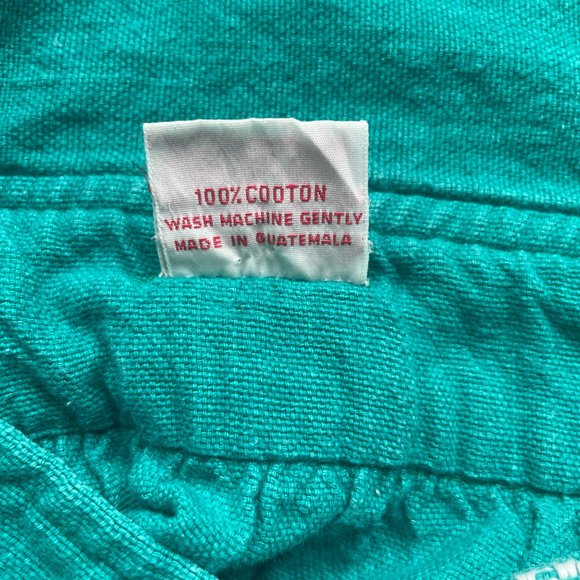 100% COOTON
WASH MACHINE GENTLY
MADE IN GUATEMALA